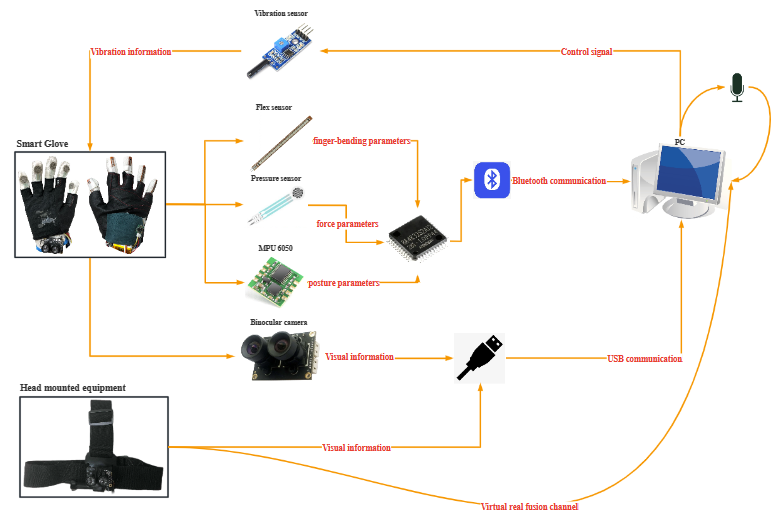 Vibration sensor
Vibration information
Control signal
Flex sensor
finger-bending parameters
PC
Smart Glove
Pressure sensor
Bluetooth communication
force parameters
MPU 6050
posture parameters
Binocular camera
Visual information
USB communication
Head mounted equipment
Visual information
Virtual real fusion channel